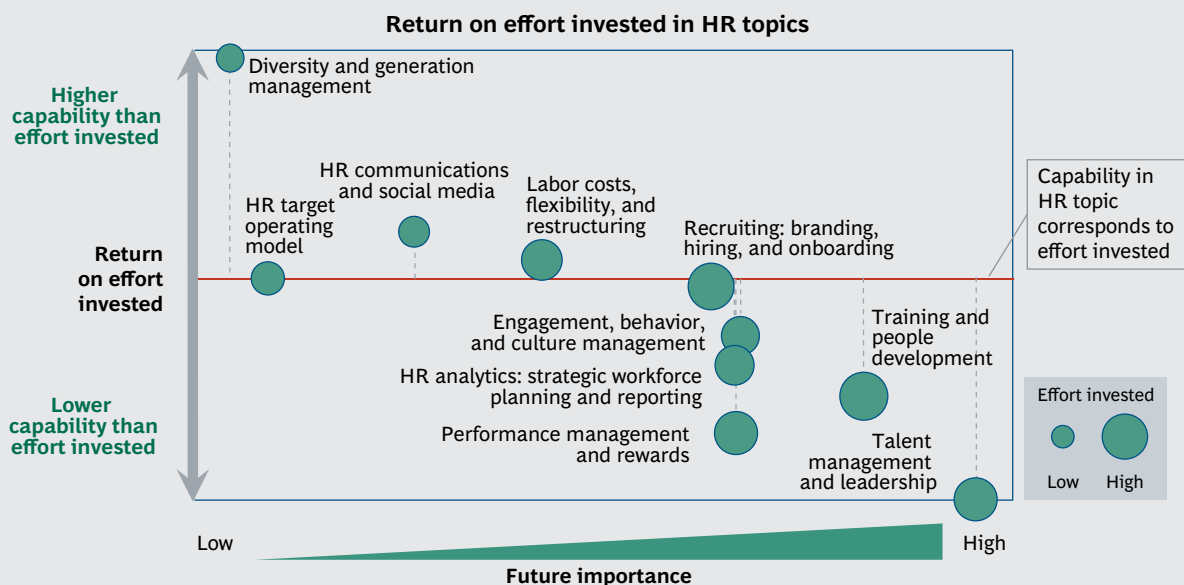 Return on effort invested in HR topics
Higher
capability than
effort invested
Diversity and generation
management
HR communications
and social media
Labor costs,
flexibility, and
restructuring
HR target
operating
model
Recruiting: branding,
hiring, and onboarding
Capability in
HR topic
corresponds to
effort invested
Return
on effort
invested
Engagement, behavior,
and culture management
Training and
people
development
HR analytics: strategic workforce
planning and reporting
Lower
capability than
effort invested
Performance management
and rewards
Talent
management
and leadership
Effort invested
Low
High
Low
High
Future importance